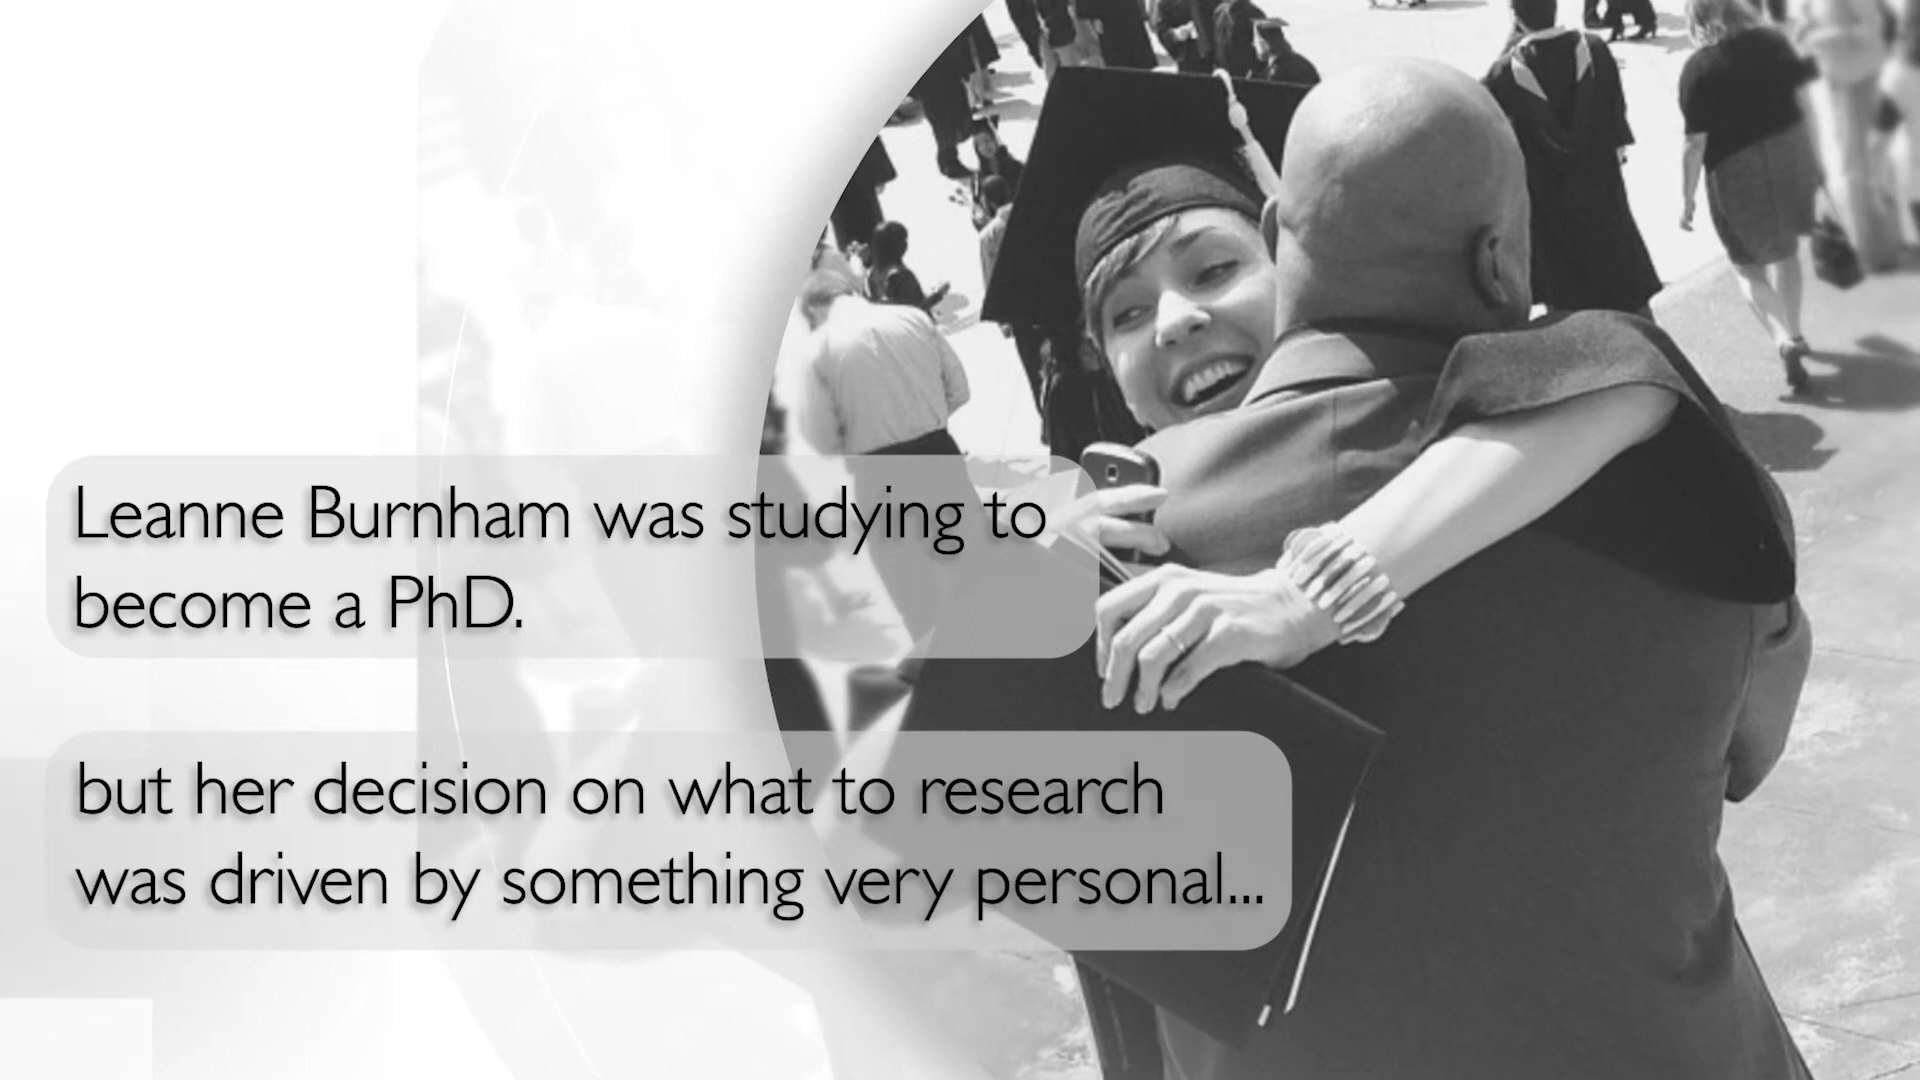 Leanne Burnham was studying to
become a PhD.
but her decision on what to research
was driven by something very personal...